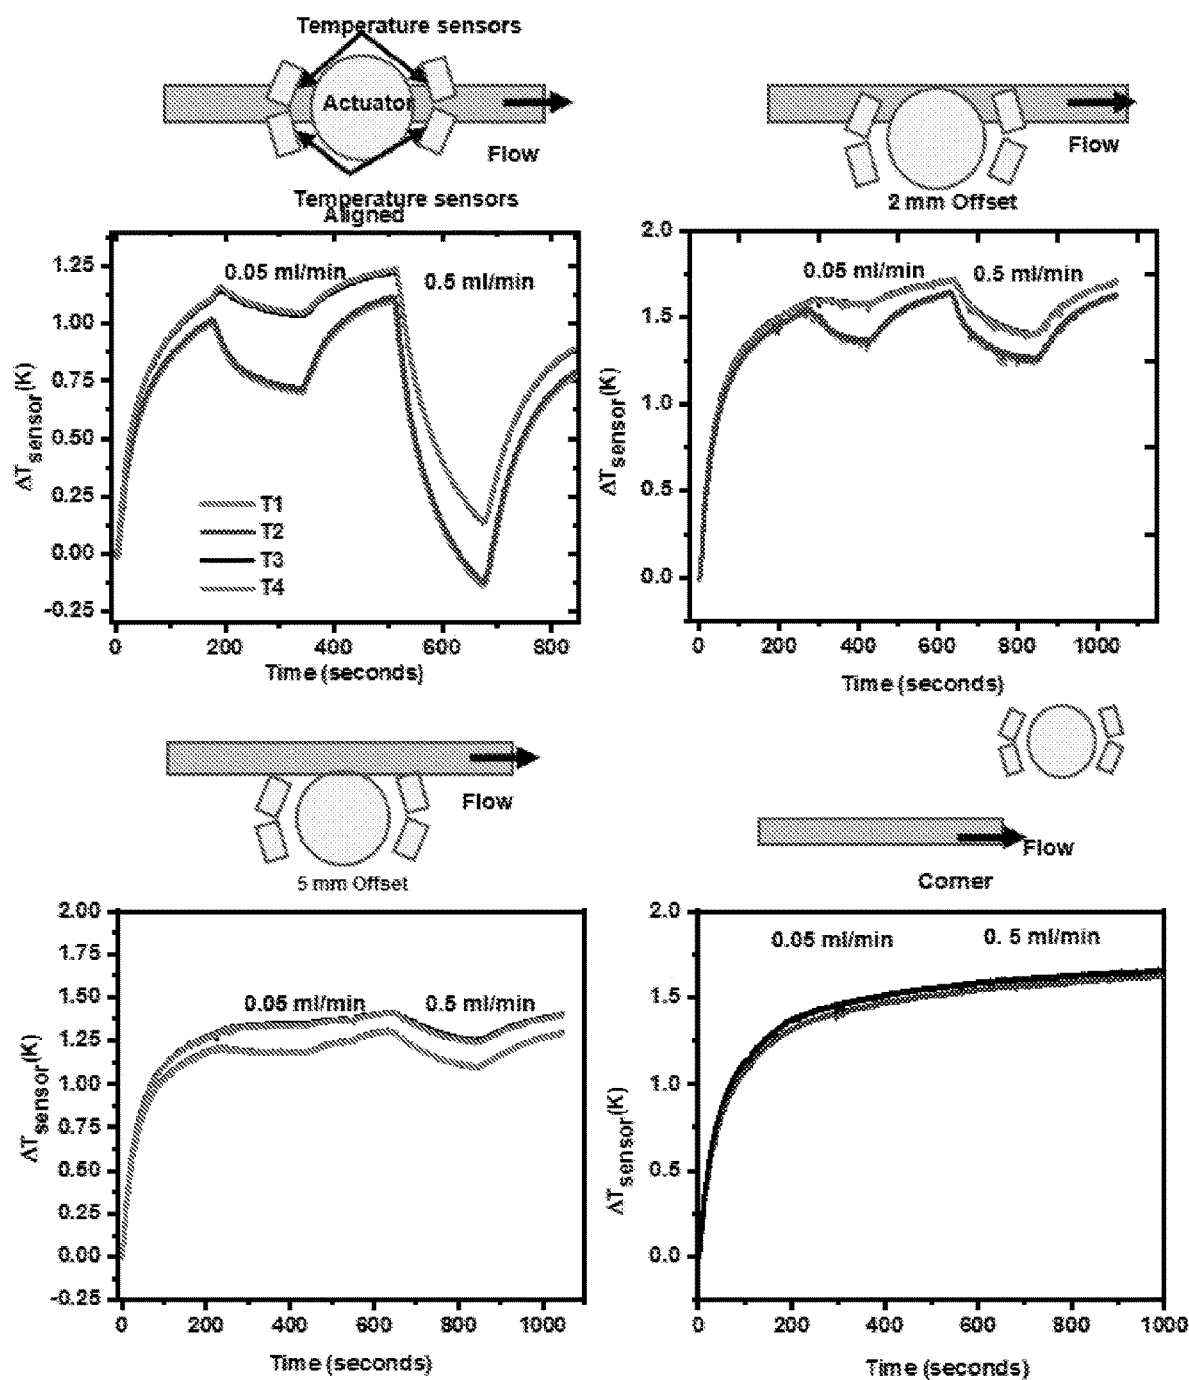 Temperature sensors
Actuator
Flow
Temperature sensors
Aligned
Flow
2 mm Offset
0.05 ml/min
0.5 ml/min
1.25
1.00
0.75
0.50
0.25
0.00
-0.25
ΔTsensor(K)
T1
T2
T3
T4
0 200 400 600 800
Time (seconds)
0.05 ml/min
0.5 ml/min
2.0
1.5
1.0
0.5
0.0
ΔTsensor(K)
0 200 400 600 800 1000
Time (seconds)
Flow
5 mm Offset
Flow
Corner
0.05 ml/min
0.5 ml/min
2.00
1.75
1.50
1.25
1.00
0.75
0.50
0.25
0.00
-0.25
ΔTsensor(K)
0 200 400 600 800 1000
Time (seconds)
0.05 ml/min
0. 5 ml/min
2.0
1.5
1.0
0.5
0.0
ΔTsensor(K)
0 200 400 600 800 1000
Time (seconds)